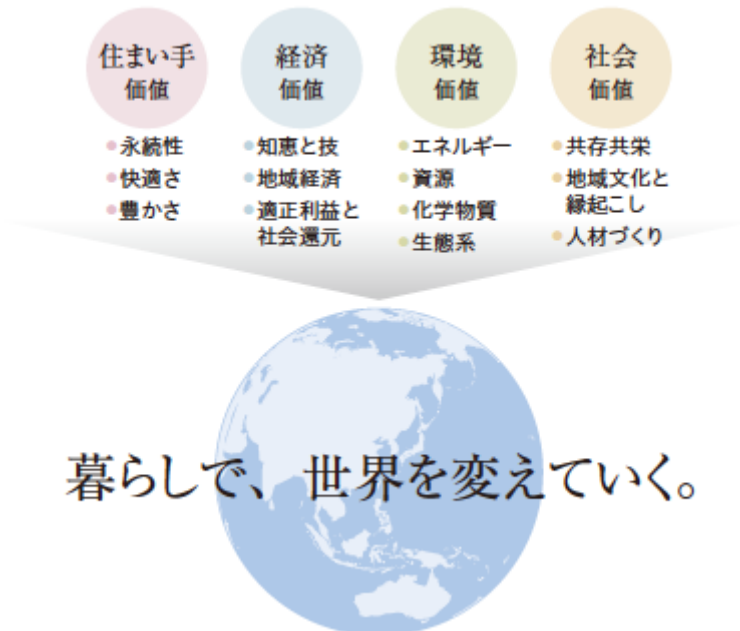 住まい手
価値
・永続性
・快適さ
・豊かさ
経済
価値
・知恵と技
・地域経済
・適正利益と
社会還元
環境
価値
・エネルギー
・資源
・化学物質
・生態系
社会
価値
・共存共栄
・地域文化と
縁起こし
・人材づくり
暮らしで、世界を変えていく。